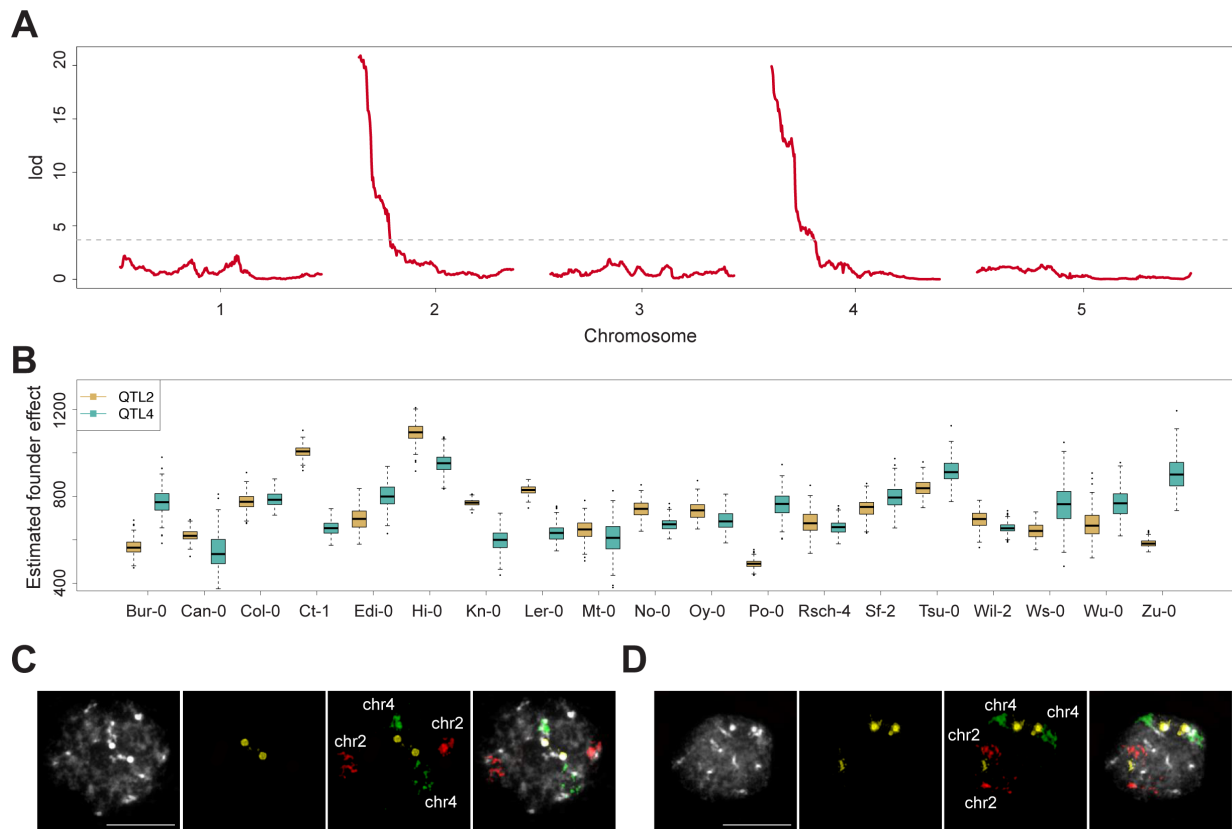 A
lod
20
15
10
5
0
1 2 3 4 5
Chromosome
B
Estimated founder effect
QTL2
QTL4
1200
800
400
Bur-0 Can-0 Col-0 Ct-1 Edi-0 Hi-0 Kn-0 Ler-0 Mt-0 No-0 Oy-0 Po-0 Rsch-4 Sf-2 Tsu-0 Wil-2 Ws-0 Wu-0 Zu-0
C
chr4
chr2
chr2
chr4
D
chr4
chr4
chr2
chr2